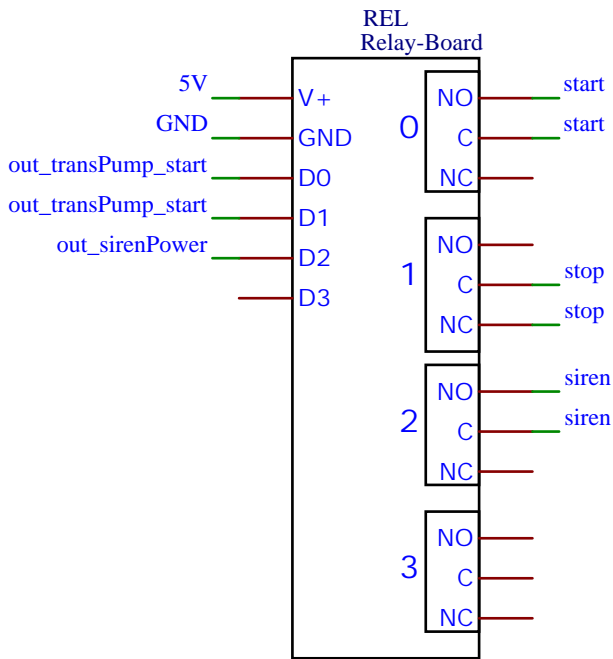 REL
Relay-Board
5V
V+
GND
GND
out_transPump_start
D0
out_transPump_start
D1
out_sirenPower
D2
D3
0
NO
start
C
start
NC
1
NO
C
stop
NC
stop
2
NO
siren
C
siren
NC
3
NO
C
NC